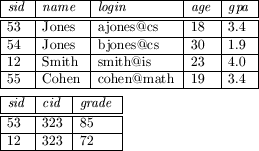 sid name login age gpa
53 Jones ajones@cs 18 3.4
54 Jones bjones@cs 30 1.9
12 Smith smith@is 23 4.0
55 Cohen cohen@math 19 3.4
sid cid grade
53 323 85
12 323 72